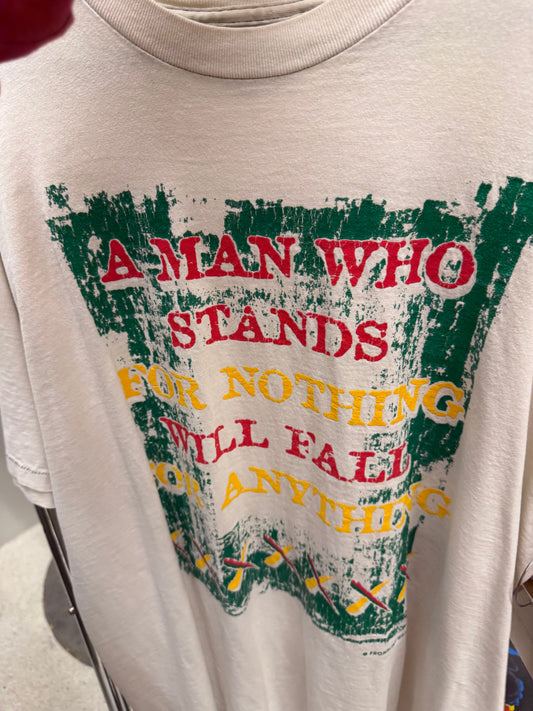 A MAN WHO
STANDS
FOR NOTHING
WILL FALL
FOR ANYTHING